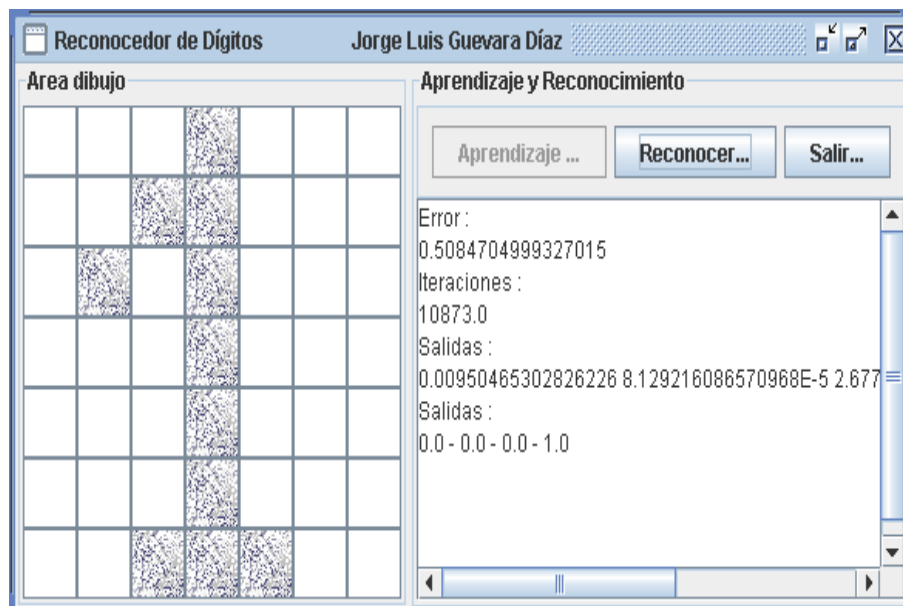 Reconocedor de Dígitos Jorge Luis Guevara Díaz
Area dibujo
Aprendizaje y Reconocimiento
Aprendizaje ... Reconocer... Salir...
Error :
0.5084704999327015
Iteraciones :
10873.0
Salidas :
0.00950465302826226 8.129216086570968E-5 2.677
Salidas :
0.0 - 0.0 - 0.0 - 1.0